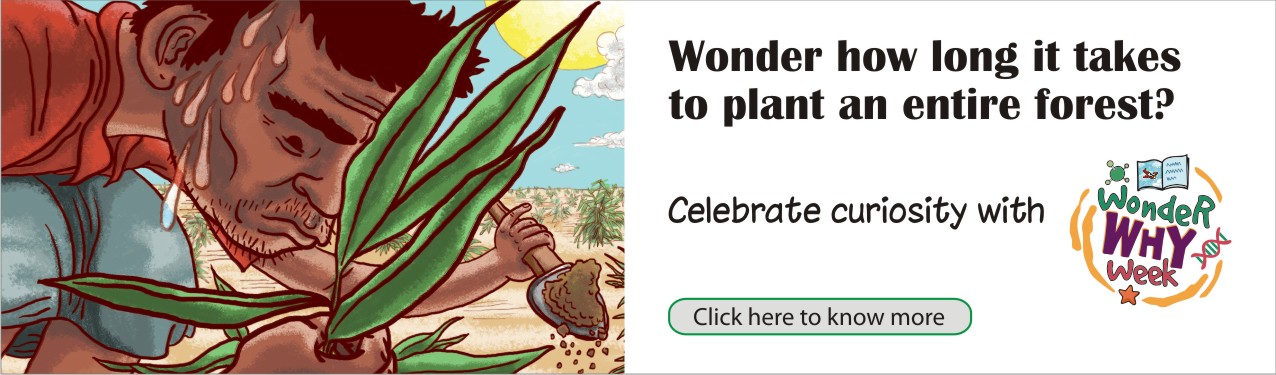 Wonder how long it takes
to plant an entire forest?
Celebrate curiosity with
WondeR
WHY
Week
Click here to know more